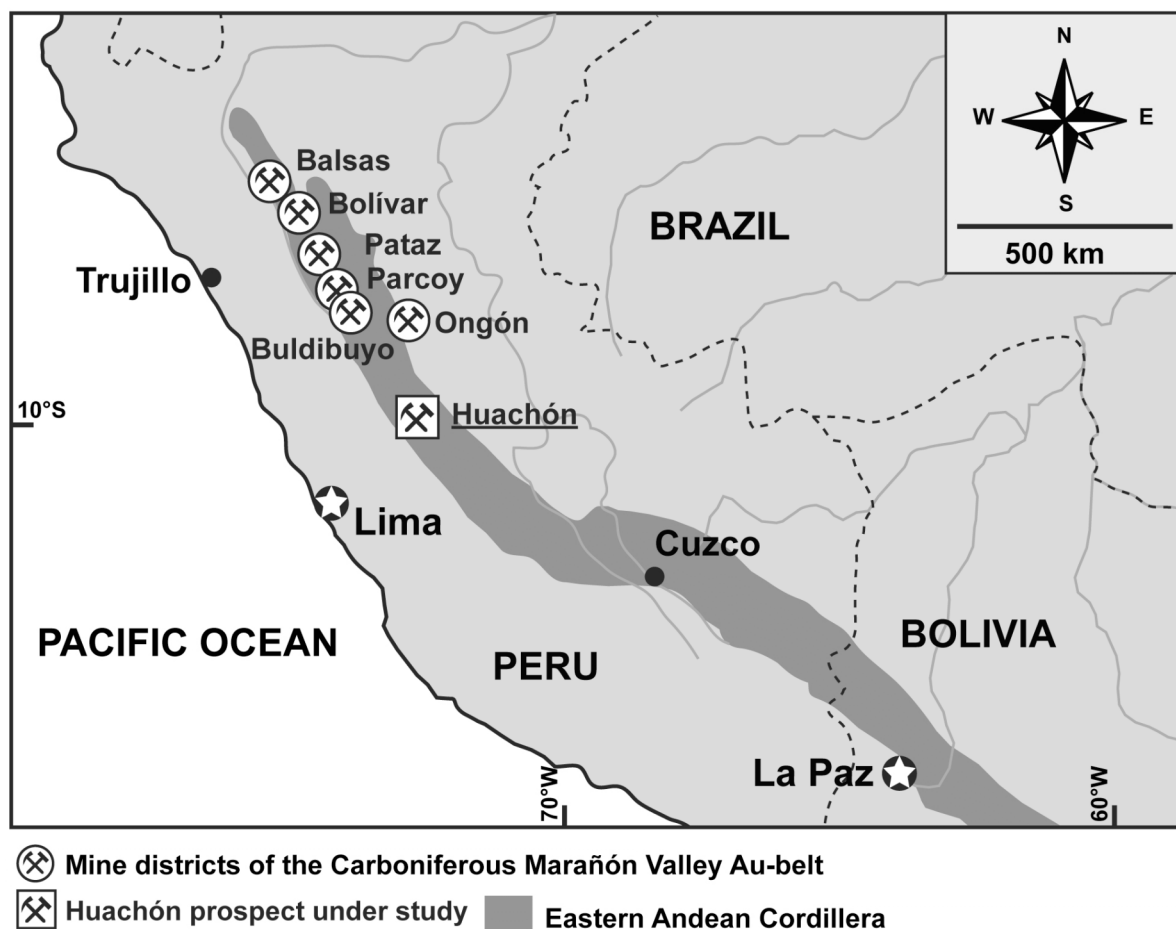 N
W E
S
500 km
Balsas
Bolívar
Pataz
Parcoy
Ongón
Buldibuyo
Trujillo
BRAZIL
10°S
Huachón
Lima
Cuzco
PACIFIC OCEAN
PERU
BOLIVIA
La Paz
70°W
60°W
Mine districts of the Carboniferous Marañón Valley Au-belt
Huachón prospect under study
Eastern Andean Cordillera